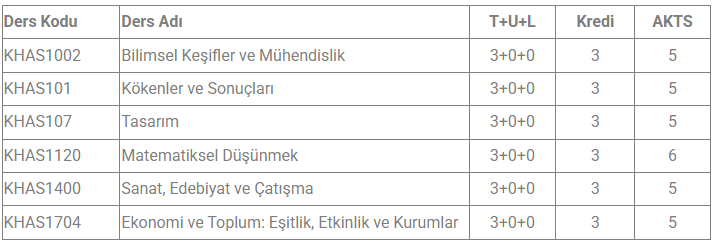 Ders Kodu Ders Adı T+U+L Kredi AKTS
KHAS1002 Bilimsel Keşifler ve Mühendislik 3+0+0 3 5
KHAS101 Kökenler ve Sonuçları 3+0+0 3 5
KHAS107 Tasarım 3+0+0 3 5
KHAS1120 Matematiksel Düşünmek 3+0+0 3 6
KHAS1400 Sanat, Edebiyat ve Çatışma 3+0+0 3 5
KHAS1704 Ekonomi ve Toplum: Eşitlik, Etkinlik ve Kurumlar 3+0+0 3 5